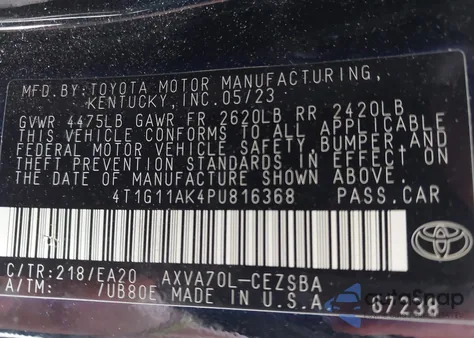 MFD.BY:TOYOTA MOTOR MANUFACTURING,
KENTUCKY,INC.05/23
GVWR 4475LB GAWR FR 2620LB RR 2420LB
THIS VEHICLE CONFORMS TO ALL APPLICABLE
FEDERAL MOTOR VEHICLE SAFETY,BUMPER,AND
THEFT PREVENTION STANDARDS IN EFFECT ON
THE DATE OF MANUFACTURE SHOWN ABOVE.
4T1G11AK4PU816368 PASS.CAR
C/TR:218/EA20 AXVA70L-CEZSBA
A/TM: /UB80E MADE IN U.S.A 67238
autoSnap